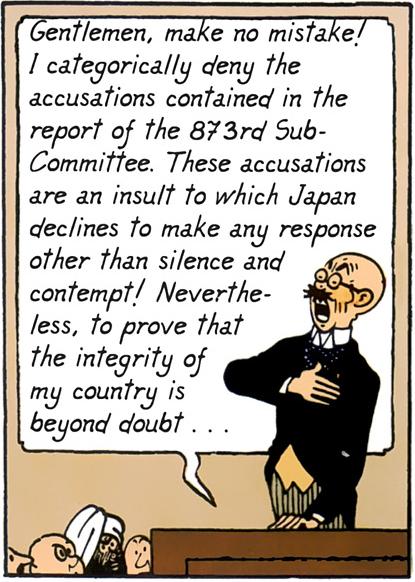 Gentlemen, make no mistake!
I categorically deny the
accusations contained in the
report of the 873rd Sub-
Committee. These accusations
are an insult to which Japan
declines to make any response
other than silence and
contempt! Neverthe-
less, to prove that
the integrity of
my country is
beyond doubt . . .